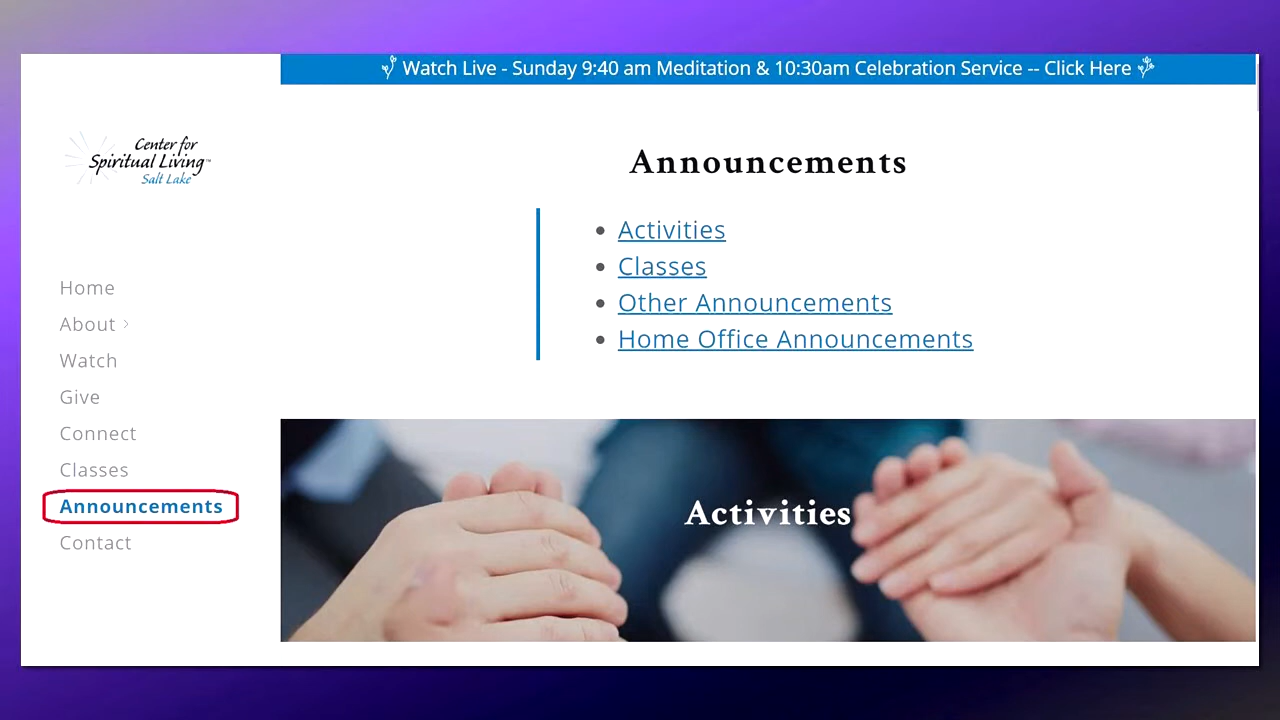 Watch Live - Sunday 9:40 am Meditation & 10:30am Celebration Service -- Click Here
Center for
Spiritual Living™
Salt Lake
Home
About >
Watch
Give
Connect
Classes
Announcements
Contact
Announcements
• Activities
• Classes
• Other Announcements
• Home Office Announcements
Activities